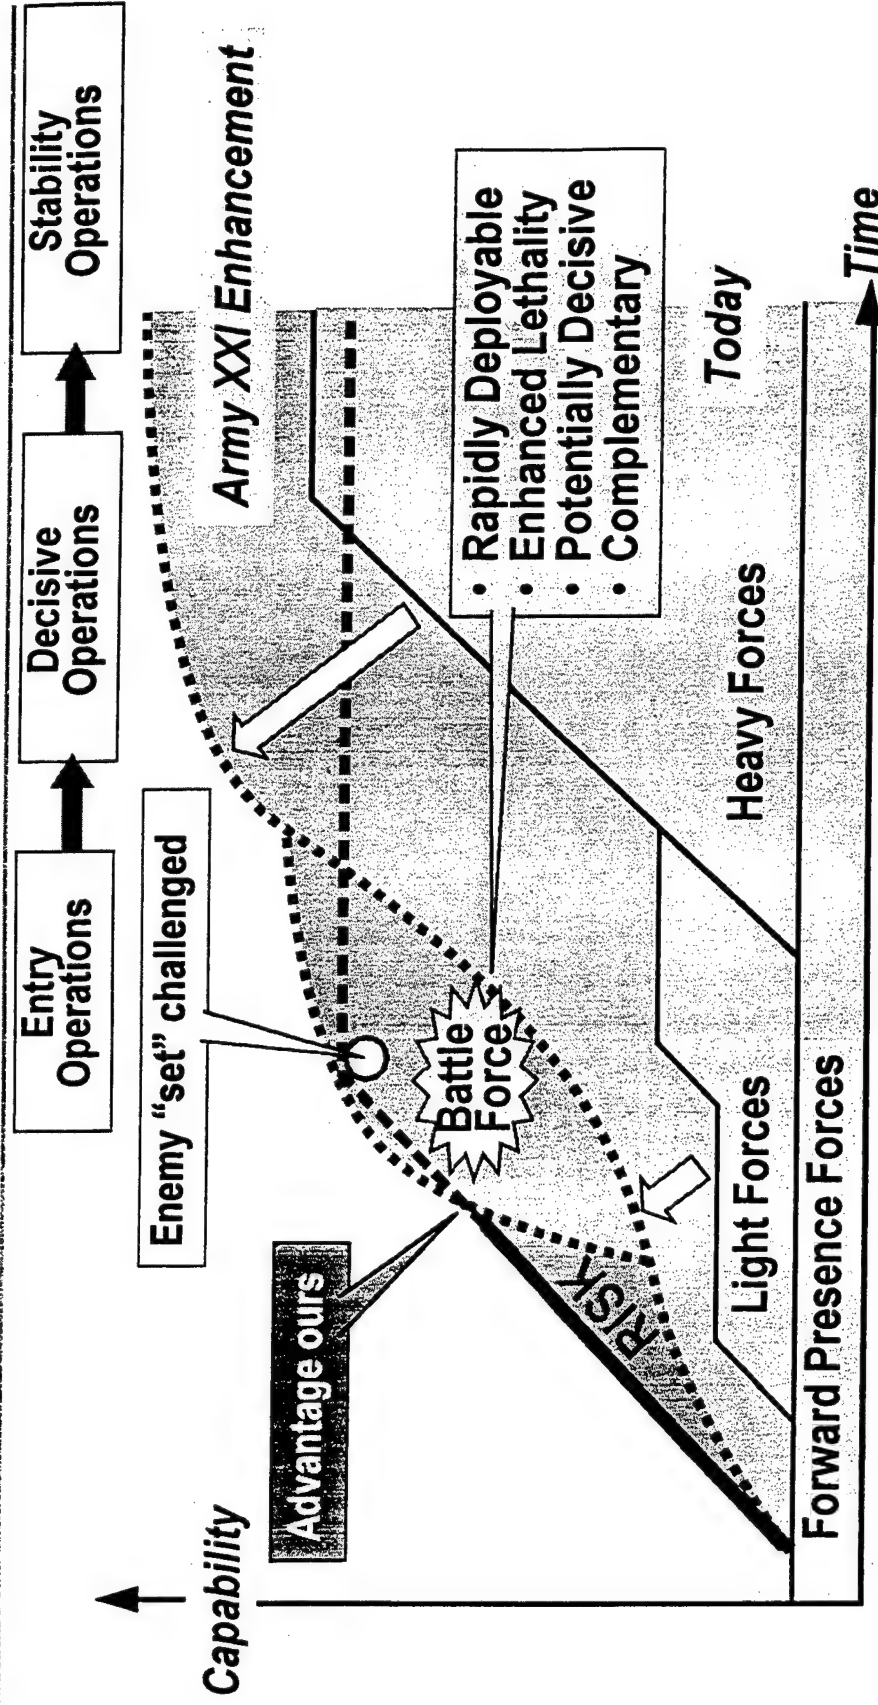 Entry
Operations
Decisive
Operations
Stability
Operations
Capability
Enemy “set” challenged
Army XXI Enhancement
Advantage ours
Battle
Force
• Rapidly Deployable
• Enhanced Lethality
• Potentially Decisive
• Complementary
RISK
Today
Light Forces
Heavy Forces
Forward Presence Forces
Time